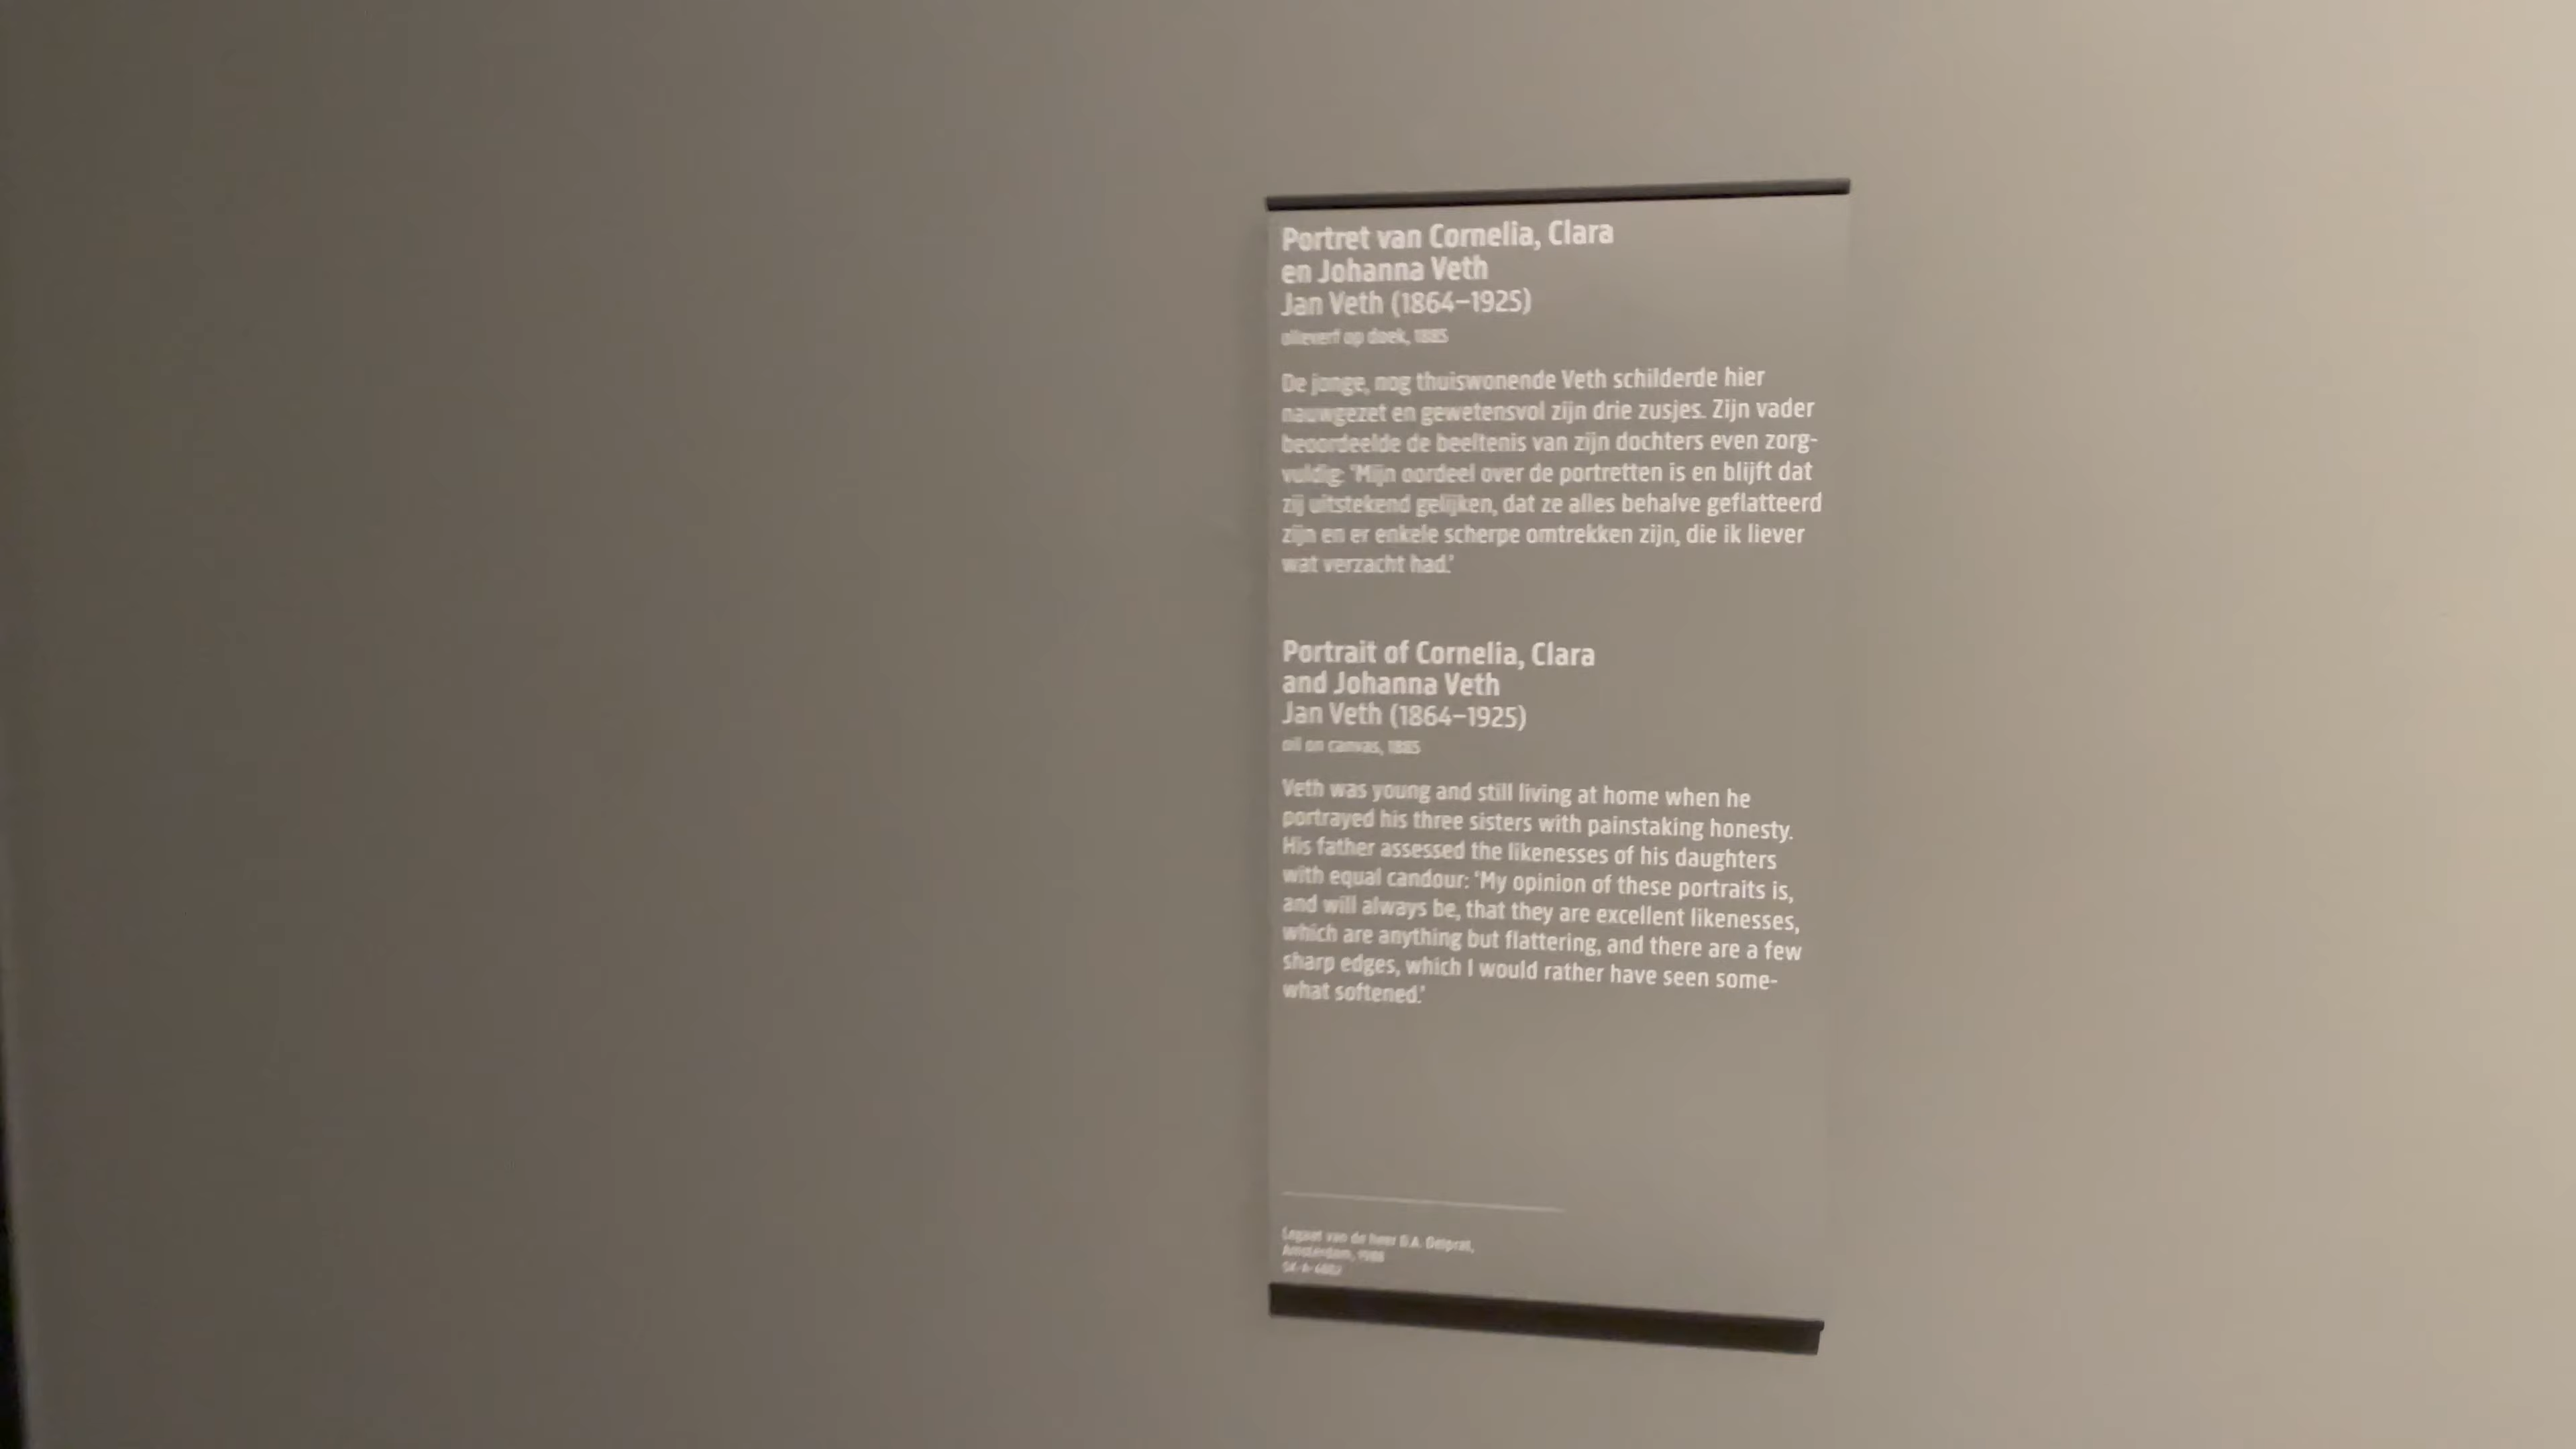 Portret van Cornelia, Clara
en Johanna Veth
Jan Veth (1864–1925)
olieverf op doek, 1885
De jonge, nog thuiswonende Veth schilderde hier
nauwgezet en gewetensvol zijn drie zusjes. Zijn vader
beoordeelde de beeltenis van zijn dochters even zorg-
vuldig: ‘Mijn oordeel over de portretten is en blijft dat
zij uitstekend gelijken, dat ze alles behalve geflatteerd
zijn en er enkele scherpe omtrekken zijn, die ik liever
wat verzacht had.’
Portrait of Cornelia, Clara
and Johanna Veth
Jan Veth (1864–1925)
oil on canvas, 1885
Veth was young and still living at home when he
portrayed his three sisters with painstaking honesty.
His father assessed the likenesses of his daughters
with equal candour: ‘My opinion of these portraits is,
and will always be, that they are excellent likenesses,
which are anything but flattering, and there are a few
sharp edges, which I would rather have seen some-
what softened.’
Legaat van de heer D.A. Delprat,
Amsterdam,